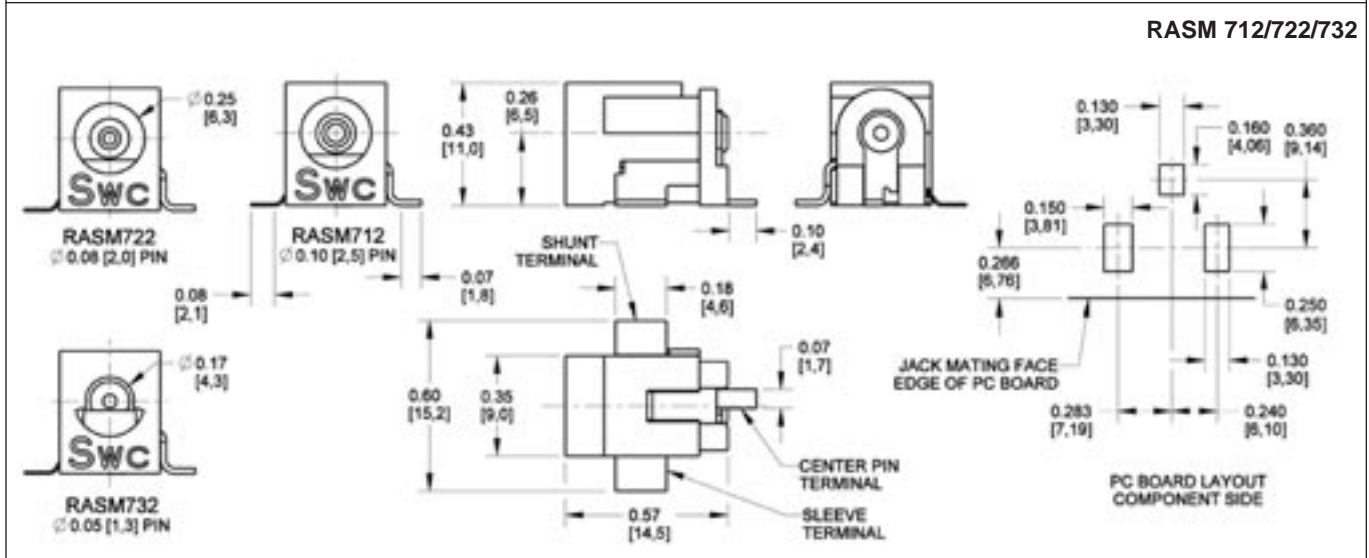 RASM 712/722/732
Ø 0.25
[6,3]
SWC
RASM722
Ø 0.08 [2,0] PIN
SWC
RASM712
Ø 0.10 [2,5] PIN
0.08
[2,1]
0.07
[1,8]
0.43
[11,0]
0.26
[6,5]
0.10
[2,4]
SHUNT
TERMINAL
0.18
[4,6]
0.60
[15,2]
0.35
[9,0]
0.07
[1,7]
CENTER PIN
TERMINAL
SLEEVE
TERMINAL
0.57
[14,5]
Ø 0.17
[4,3]
SWC
RASM732
Ø 0.05 [1,3] PIN
0.130
[3,30]
0.160
[4,06]
0.360
[9,14]
0.150
[3,81]
0.266
[6,76]
0.250
[6,35]
JACK MATING FACE
EDGE OF PC BOARD
0.130
[3,30]
0.283
[7,19]
0.240
[6,10]
PC BOARD LAYOUT
COMPONENT SIDE